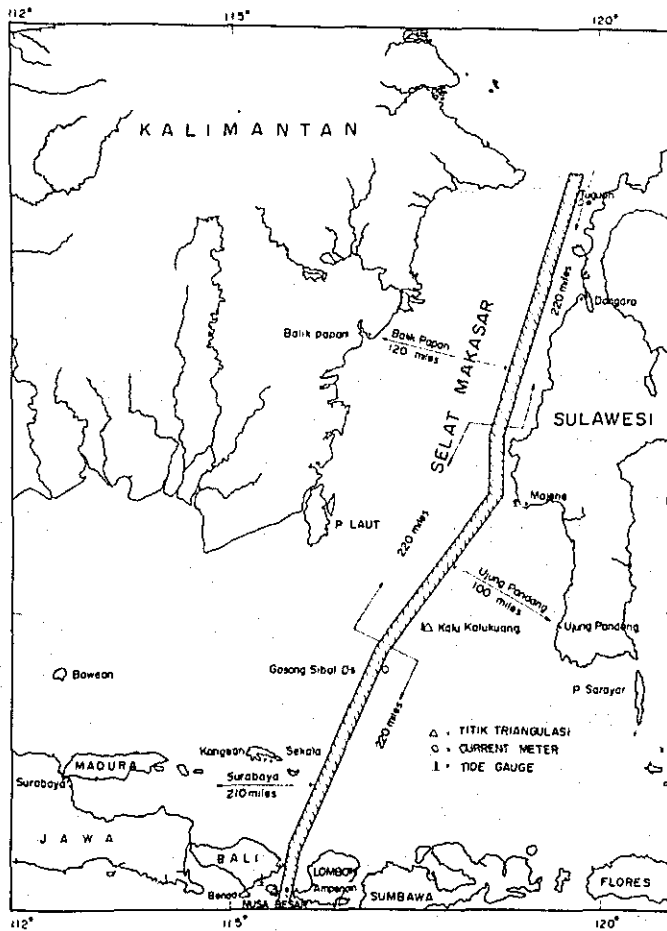 112°
115°
120°
KALIMANTAN
Tuguan
220 miles
Dongara
Balik papan
Balik Papan
120 miles
SELAT MAKASAR
SULAWESI
Majene
P LAUT
220 miles
Ujung Pandang
100 miles
Kalu Kalukuang
Ujung Pandang
Gosong Sibal D-s
Bawean
P Sarayar
220 miles
△ : TITIK TRIANGULASI
○ : CURRENT METER
⊥ : TIDE GAUGE
Kangean
Sekala
MADURA
Surabaya
Surabaya
210 miles
JAWA
BALI
LOMBOK
Ampenan
Benoa
NUSA BESAR
SUMBAWA
FLORES
112°
115°
120°